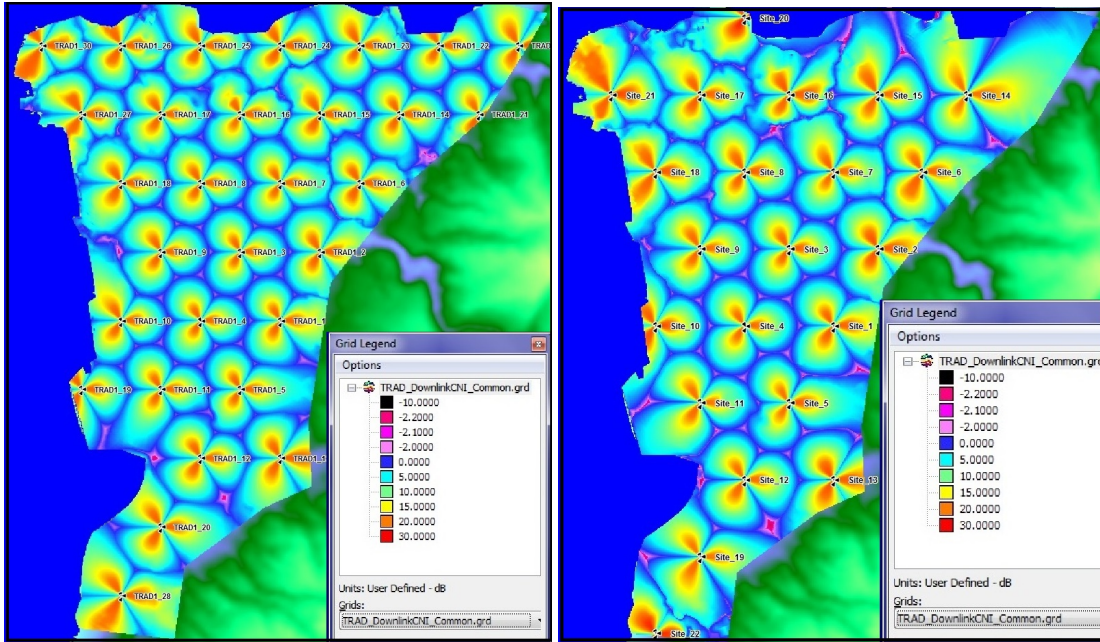 TRAD1_30 TRAD1_26 TRAD1_25 TRAD1_24 TRAD1_23 TRAD1_22 TRAD
TRAD1_27 TRAD1_17 TRAD1_16 TRAD1_15 TRAD1_14 TRAD1_21
TRAD1_18 TRAD1_8 TRAD1_7 TRAD1_6
TRAD1_9 TRAD1_3 TRAD1_2
TRAD1_10 TRAD1_4 TRAD1_1
TRAD1_19 TRAD1_11 TRAD1_5
TRAD1_12 TRAD1_1
TRAD1_20
TRAD1_28
Grid Legend
Options
TRAD_DownlinkCNI_Common.grd
-10.0000
-2.2000
-2.1000
-2.0000
0.0000
5.0000
10.0000
15.0000
20.0000
30.0000
Units: User Defined - dB
Grids:
TRAD_DownlinkCNI_Common.grd
Site_20
Site_21 Site_17 Site_16 Site_15 Site_14
Site_18 Site_8 Site_7 Site_6
Site_9 Site_3 Site_2
Site_10 Site_4 Site_1
Site_11 Site_5
Site_12 Site_13
Site_19
Site_22
Grid Legend
Options
TRAD_DownlinkCNI_Common.grd
-10.0000
-2.2000
-2.1000
-2.0000
0.0000
5.0000
10.0000
15.0000
20.0000
30.0000
Units: User Defined - dB
Grids:
TRAD_DownlinkCNI_Common.grd